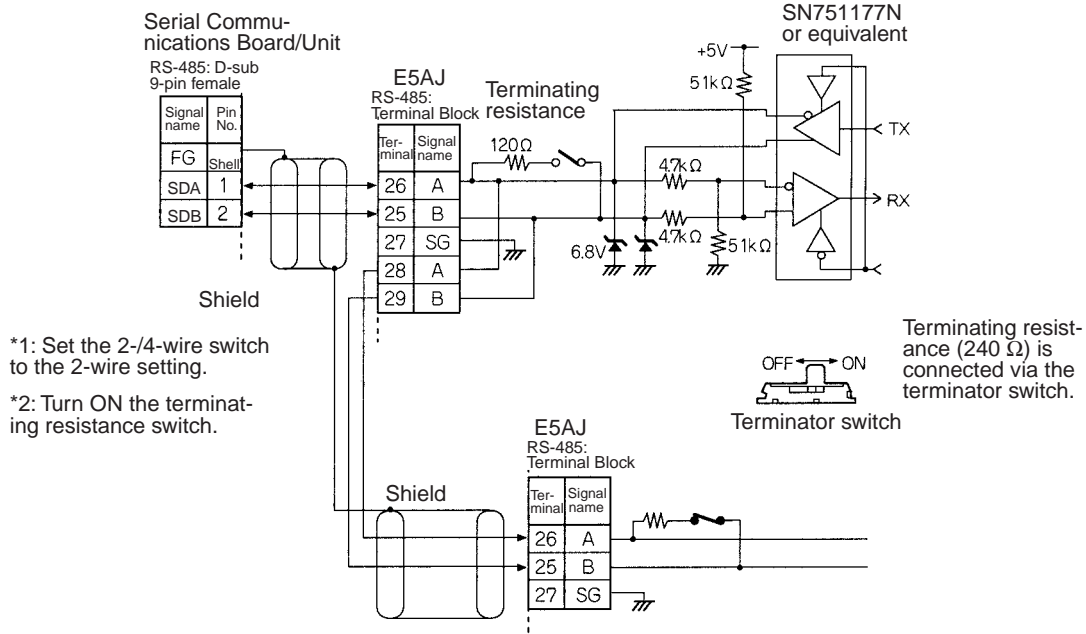 Serial Commu-
nications Board/Unit
RS-485: D-sub
9-pin female
Signal
name
Pin
No.
FG
Shell
SDA
1
SDB
2
Shield
*1: Set the 2-/4-wire switch
to the 2-wire setting.
*2: Turn ON the terminat-
ing resistance switch.
E5AJ
RS-485:
Terminal Block
Ter-
minal
Signal
name
26
A
25
B
27
SG
28
A
29
B
Terminating
resistance
120Ω
SN751177N
or equivalent
+5V
51kΩ
TX
4.7kΩ
RX
4.7kΩ
6.8V
51kΩ
OFF
ON
Terminator switch
Terminating resist-
ance (240 Ω) is
connected via the
terminator switch.
E5AJ
RS-485:
Terminal Block
Shield
Ter-
minal
Signal
name
26
A
25
B
27
SG